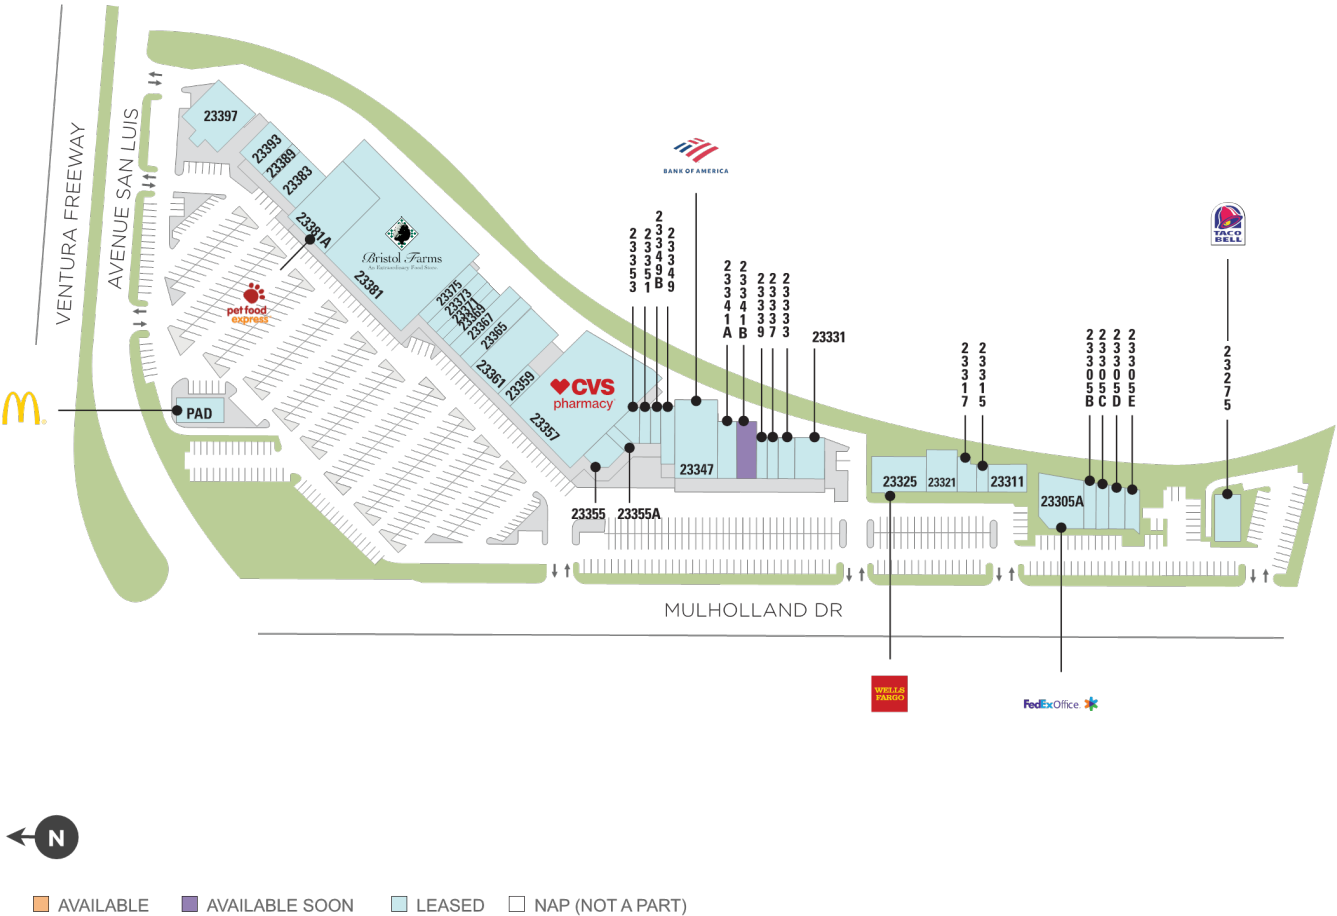 VENTURA FREEWAY
AVENUE SAN LUIS
23397
23393
23389
23383
23381A
Bristol Farms
An Extraordinary Food Store
23381
pet food
express
23375
23373
23371
23369
23367
23365
23361
23359
CVS
pharmacy
23357
PAD
23355
23355A
23353
23351
23349B
23349
BANK OF AMERICA
23347
23341A
23341B
23339
23337
23333
23331
23325
23321
23317
23315
23311
23305A
23305B
23305C
23305D
23305E
TACO
BELL
23275
MULHOLLAND DR
WELLS
FARGO
FedEx Office
N
AVAILABLE
AVAILABLE SOON
LEASED
NAP (NOT A PART)